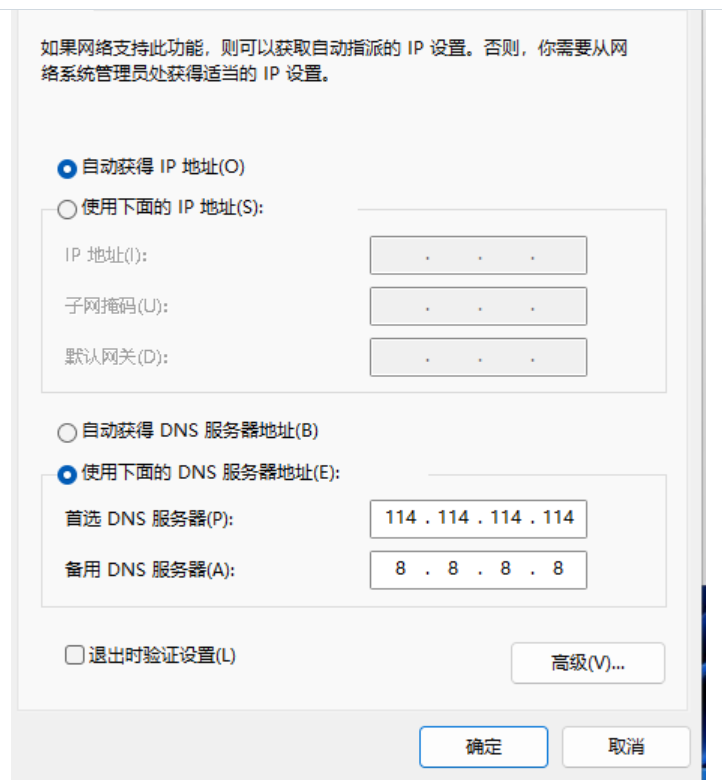 如果网络支持此功能，则可以获取自动指派的 IP 设置。否则，你需要从网
络系统管理员处获得适当的 IP 设置。
自动获得 IP 地址(O)
使用下面的 IP 地址(S):
IP 地址(I):
. . .
子网掩码(U):
. . .
默认网关(D):
. . .
自动获得 DNS 服务器地址(B)
使用下面的 DNS 服务器地址(E):
首选 DNS 服务器(P):
114 . 114 . 114 . 114
备用 DNS 服务器(A):
8 . 8 . 8 . 8
退出时验证设置(L)
高级(V)...
确定
取消